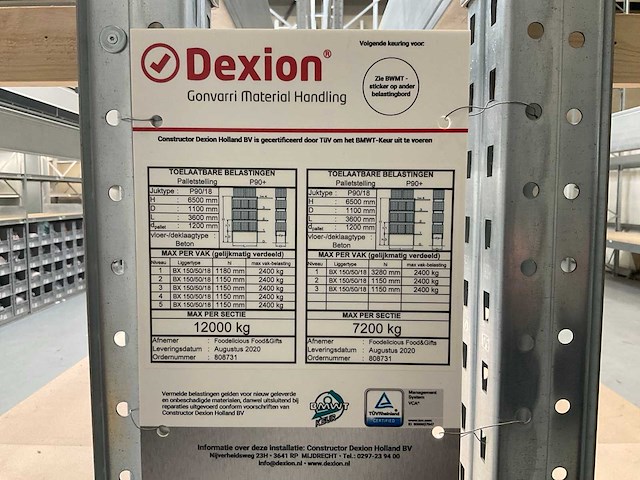 Dexion®
Gonvarri Material Handling
Volgende keuring voor:
Zie BWMT -
sticker op ander
belastingbord
Constructor Dexion Holland BV is gecertificeerd door TüV om het BMWT-Keur uit te voeren
TOELAATBARE BELASTINGEN
Palletstelling P90+
Juktype : P90/18
H : 6500 mm
D : 1100 mm
L : 3600 mm
dpallet : 1200 mm
vloer-/deklaagtype
Beton
MAX PER VAK (gelijkmatig verdeeld)
Niveau Liggertype N max vak-belasting
1 BX 150/50/18 1180 mm 2400 kg
2 BX 150/50/18 1150 mm 2400 kg
3 BX 150/50/18 1150 mm 2400 kg
4 BX 150/50/18 1150 mm 2400 kg
5 BX 150/50/18 1150 mm 2400 kg
MAX PER SECTIE
12000 kg
Afnemer : Foodelicious Food&Gifts
Leveringsdatum : Augustus 2020
Ordernummer : 808731
TOELAATBARE BELASTINGEN
Palletstelling P90+
Juktype : P90/18
H : 6500 mm
D : 1100 mm
L : 3600 mm
dpallet : 1200 mm
vloer-/deklaagtype
Beton
MAX PER VAK (gelijkmatig verdeeld)
Niveau Liggertype N max vak-belasting
1 BX 150/50/18 3280 mm 2400 kg
2 BX 150/50/18 1150 mm 2400 kg
3 BX 150/50/18 1150 mm 2400 kg
MAX PER SECTIE
7200 kg
Afnemer : Foodelicious Food&Gifts
Leveringsdatum : Augustus 2020
Ordernummer : 808731
Vermelde belastingen gelden voor nieuw geleverde
en onbeschadigde materialen, danwel uitsluitend bij
reparaties uitgevoerd conform voorschriften van
Constructor Dexion Holland BV
BMWT
KEUR
TÜVRheinland
CERTIFIED
Management
System
VCA*
Informatie over deze installatie: Constructor Dexion Holland BV
Nijverheidsweg 23H • 3641 RP MIJDRECHT • Tel.: 0297-23 94 00
info@dexion.nl • www.dexion.nl